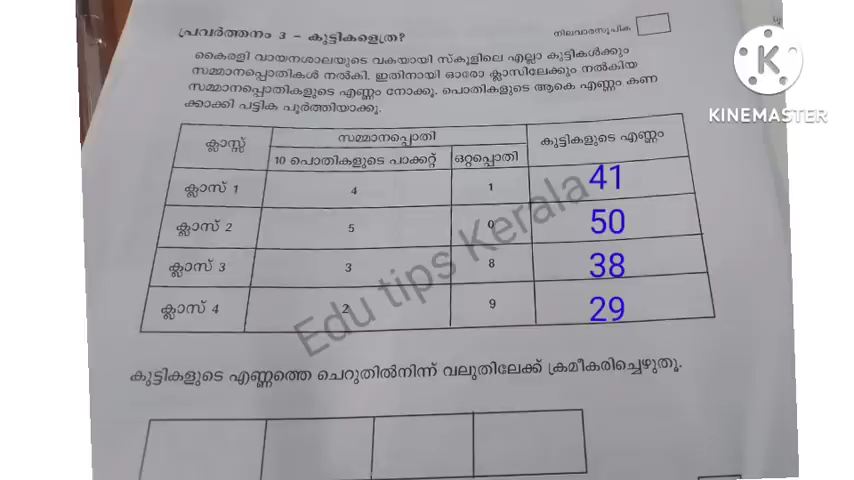 പ്രവർത്തനം 3 - കുട്ടികളെത്ര?
നിലവാരസൂചിക
കൈരളി വായനശാലയുടെ വകയായി സ്കൂളിലെ എല്ലാ കുട്ടികൾക്കും
സമ്മാനപ്പൊതികൾ നൽകി. ഇതിനായി ഓരോ ക്ലാസിലേക്കും നൽകിയ
സമ്മാനപ്പൊതികളുടെ എണ്ണം നോക്കൂ. പൊതികളുടെ ആകെ എണ്ണം കണ
ക്കാക്കി പട്ടിക പൂർത്തിയാക്കൂ.
KINEMASTER
ക്ലാസ്സ് സമ്മാനപ്പൊതി കുട്ടികളുടെ എണ്ണം
10 പൊതികളുടെ പാക്കറ്റ് ഒറ്റപ്പൊതി
ക്ലാസ് 1 4 1 41
ക്ലാസ് 2 5 0 50
ക്ലാസ് 3 3 8 38
ക്ലാസ് 4 2 9 29
Edu tips Kerala
കുട്ടികളുടെ എണ്ണത്തെ ചെറുതിൽനിന്ന് വലുതിലേക്ക് ക്രമീകരിച്ചെഴുതൂ.